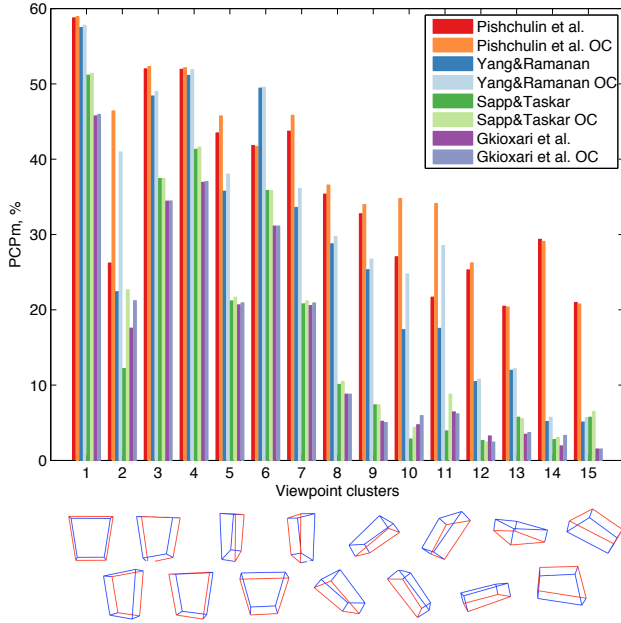 60
50
40
30
20
10
0
PCPm, %
Pishchulin et al.
Pishchulin et al. OC
Yang&Ramanan
Yang&Ramanan OC
Sapp&Taskar
Sapp&Taskar OC
Gkioxari et al.
Gkioxari et al. OC
1 2 3 4 5 6 7 8 9 10 11 12 13 14 15
Viewpoint clusters